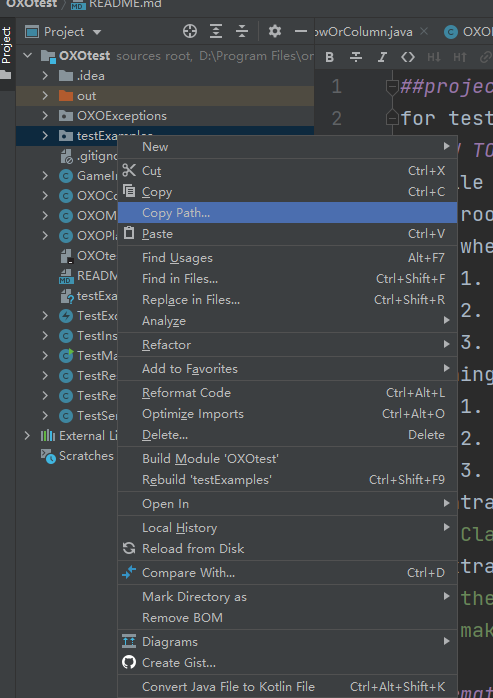 OXOtest
README.md
Project
Project
owOrColumn.java
OXO
OXOtest sources root, D:\Program Files\or
.idea
out
OXOExceptions
testExamples
B
I
H↑
H↓
1
##projec
2
for test
.gitigno
GameIn
OXOCo
OXOM
OXOPla
OXOtes
READM
testExa
TestExc
TestIns
TestMa
TestRe
TestRe
TestSer
External Li
Scratches
New
Cut Ctrl+X
Copy Ctrl+C
Copy Path...
Paste Ctrl+V
Find Usages Alt+F7
Find in Files... Ctrl+Shift+F
Replace in Files... Ctrl+Shift+R
Analyze
Refactor
Add to Favorites
Reformat Code Ctrl+Alt+L
Optimize Imports Ctrl+Alt+O
Delete... Delete
Build Module 'OXOtest'
Rebuild 'testExamples' Ctrl+Shift+F9
Open In
Local History
Reload from Disk
Compare With... Ctrl+D
Mark Directory as
Remove BOM
Diagrams
Create Gist...
Convert Java File to Kotlin File Ctrl+Alt+Shift+K
TO
le
roo
whe
1.
2.
3.
ning
1.
2.
3.
ntra
Cla
ttra
the
mak
mat